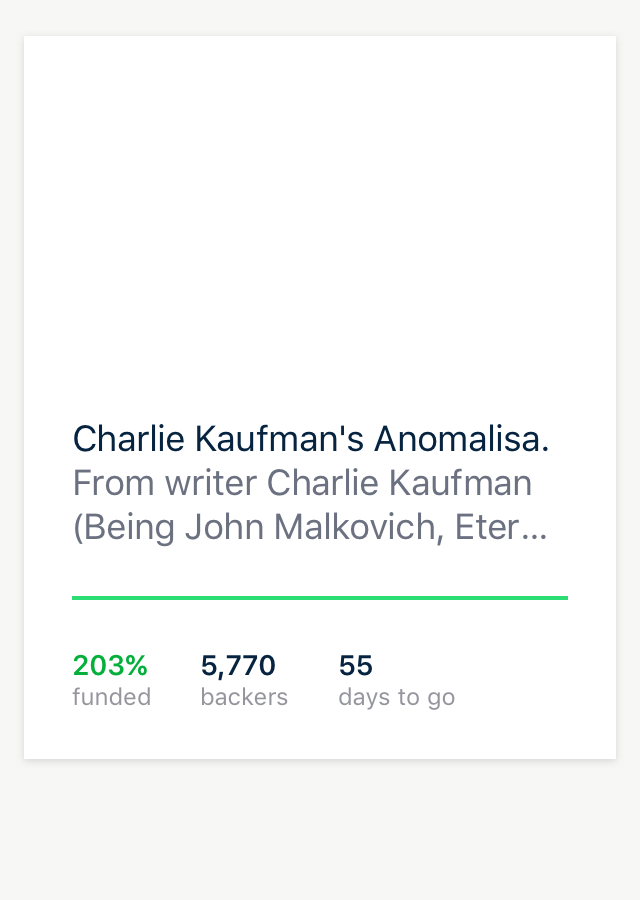 Charlie Kaufman's Anomalisa.
From writer Charlie Kaufman
(Being John Malkovich, Eter...
203% 5,770 55
funded backers days to go